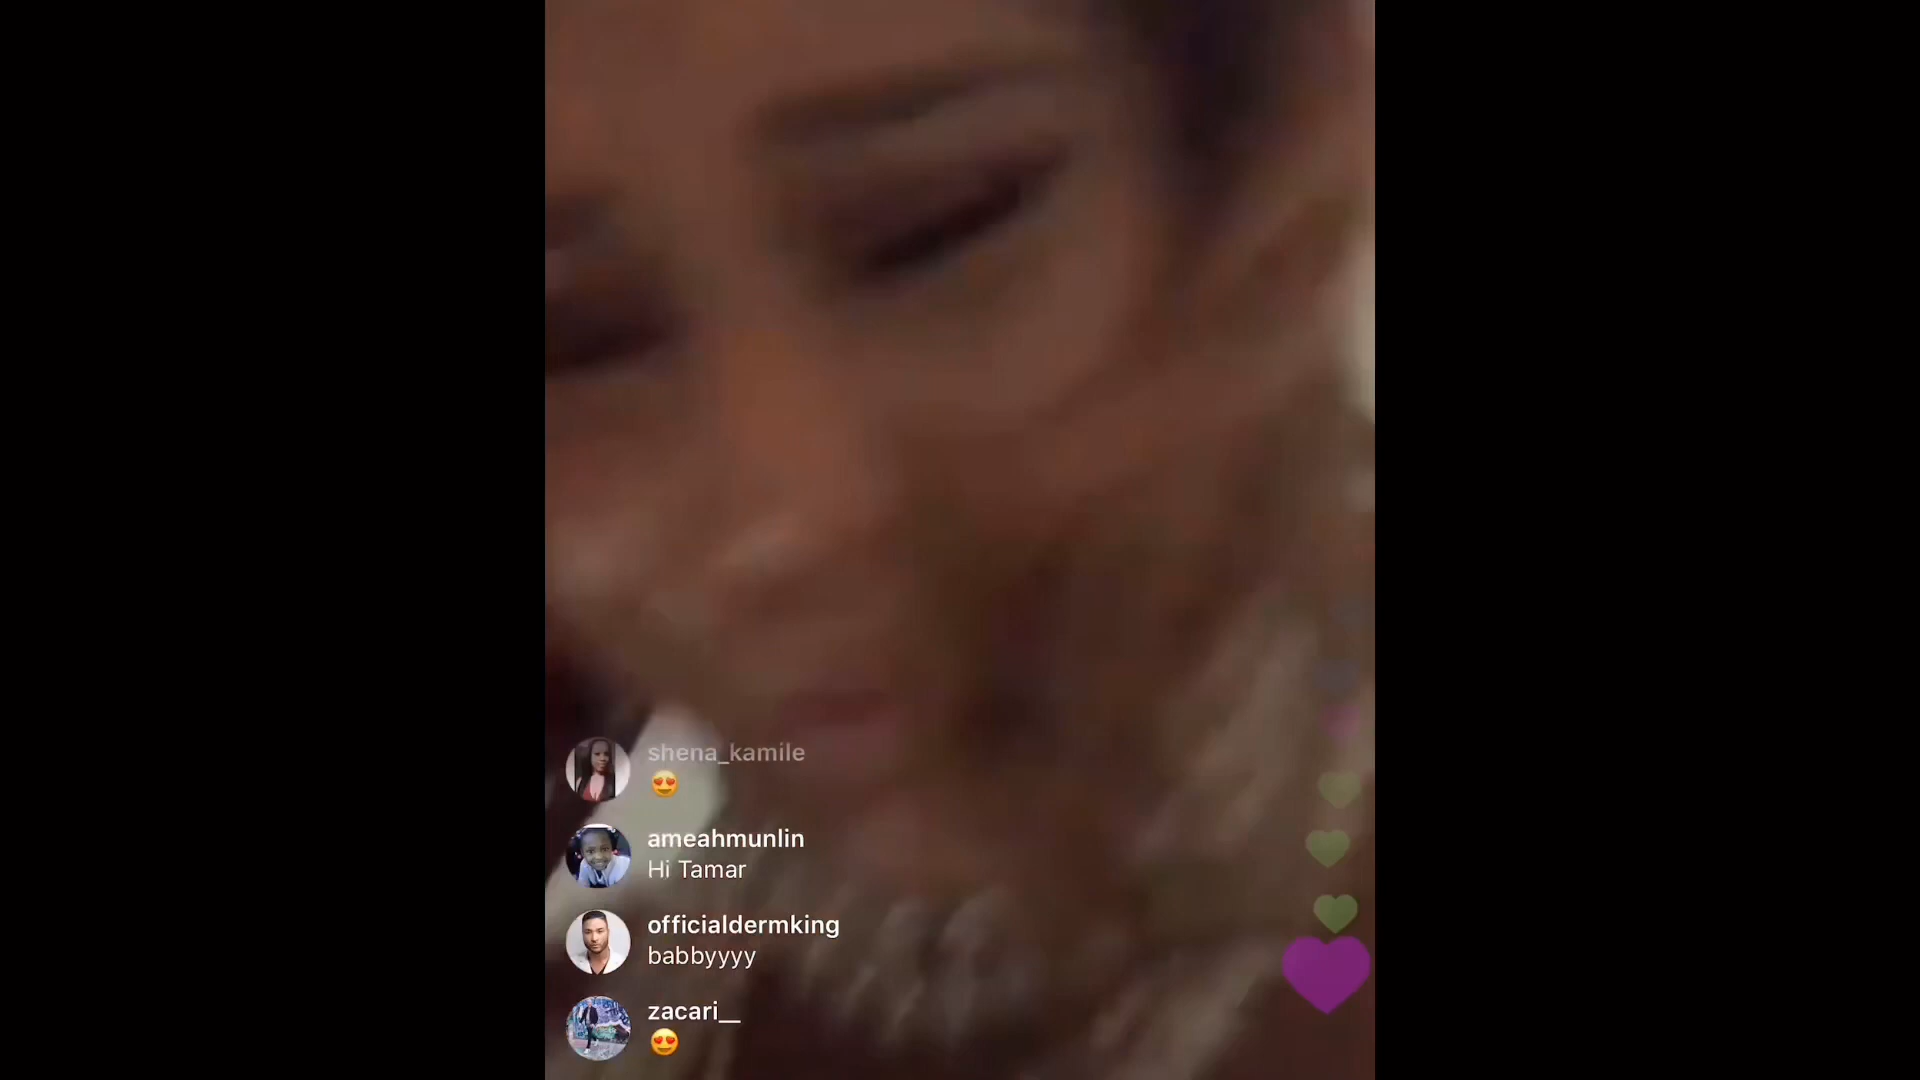 shena_kamile
😍
ameahmunlin
Hi Tamar
officialdermking
babbyyyy
zacari__
😍